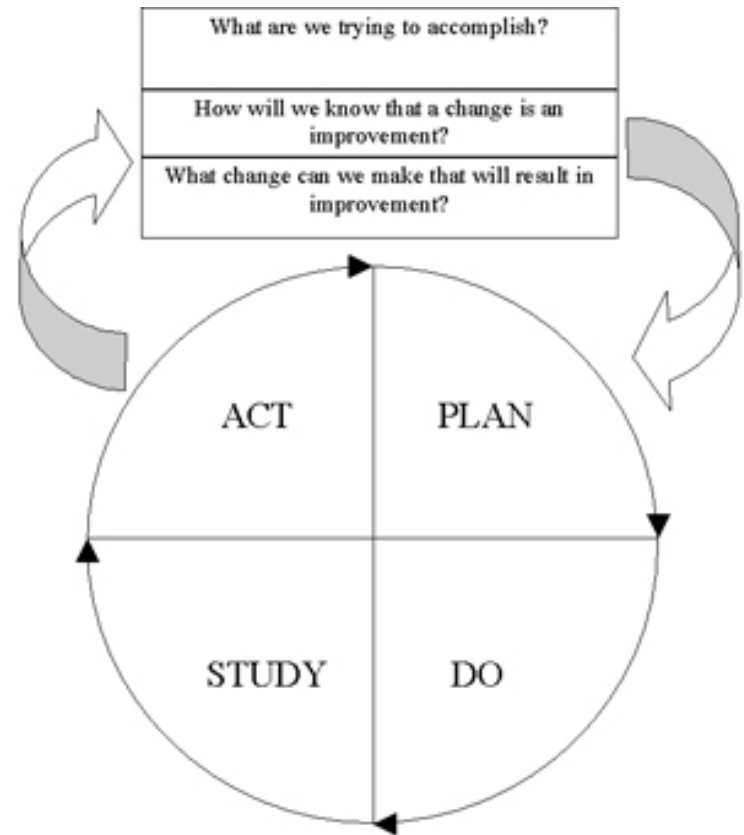 What are we trying to accomplish?
How will we know that a change is an
improvement?
What change can we make that will result in
improvement?
ACT
PLAN
STUDY
DO